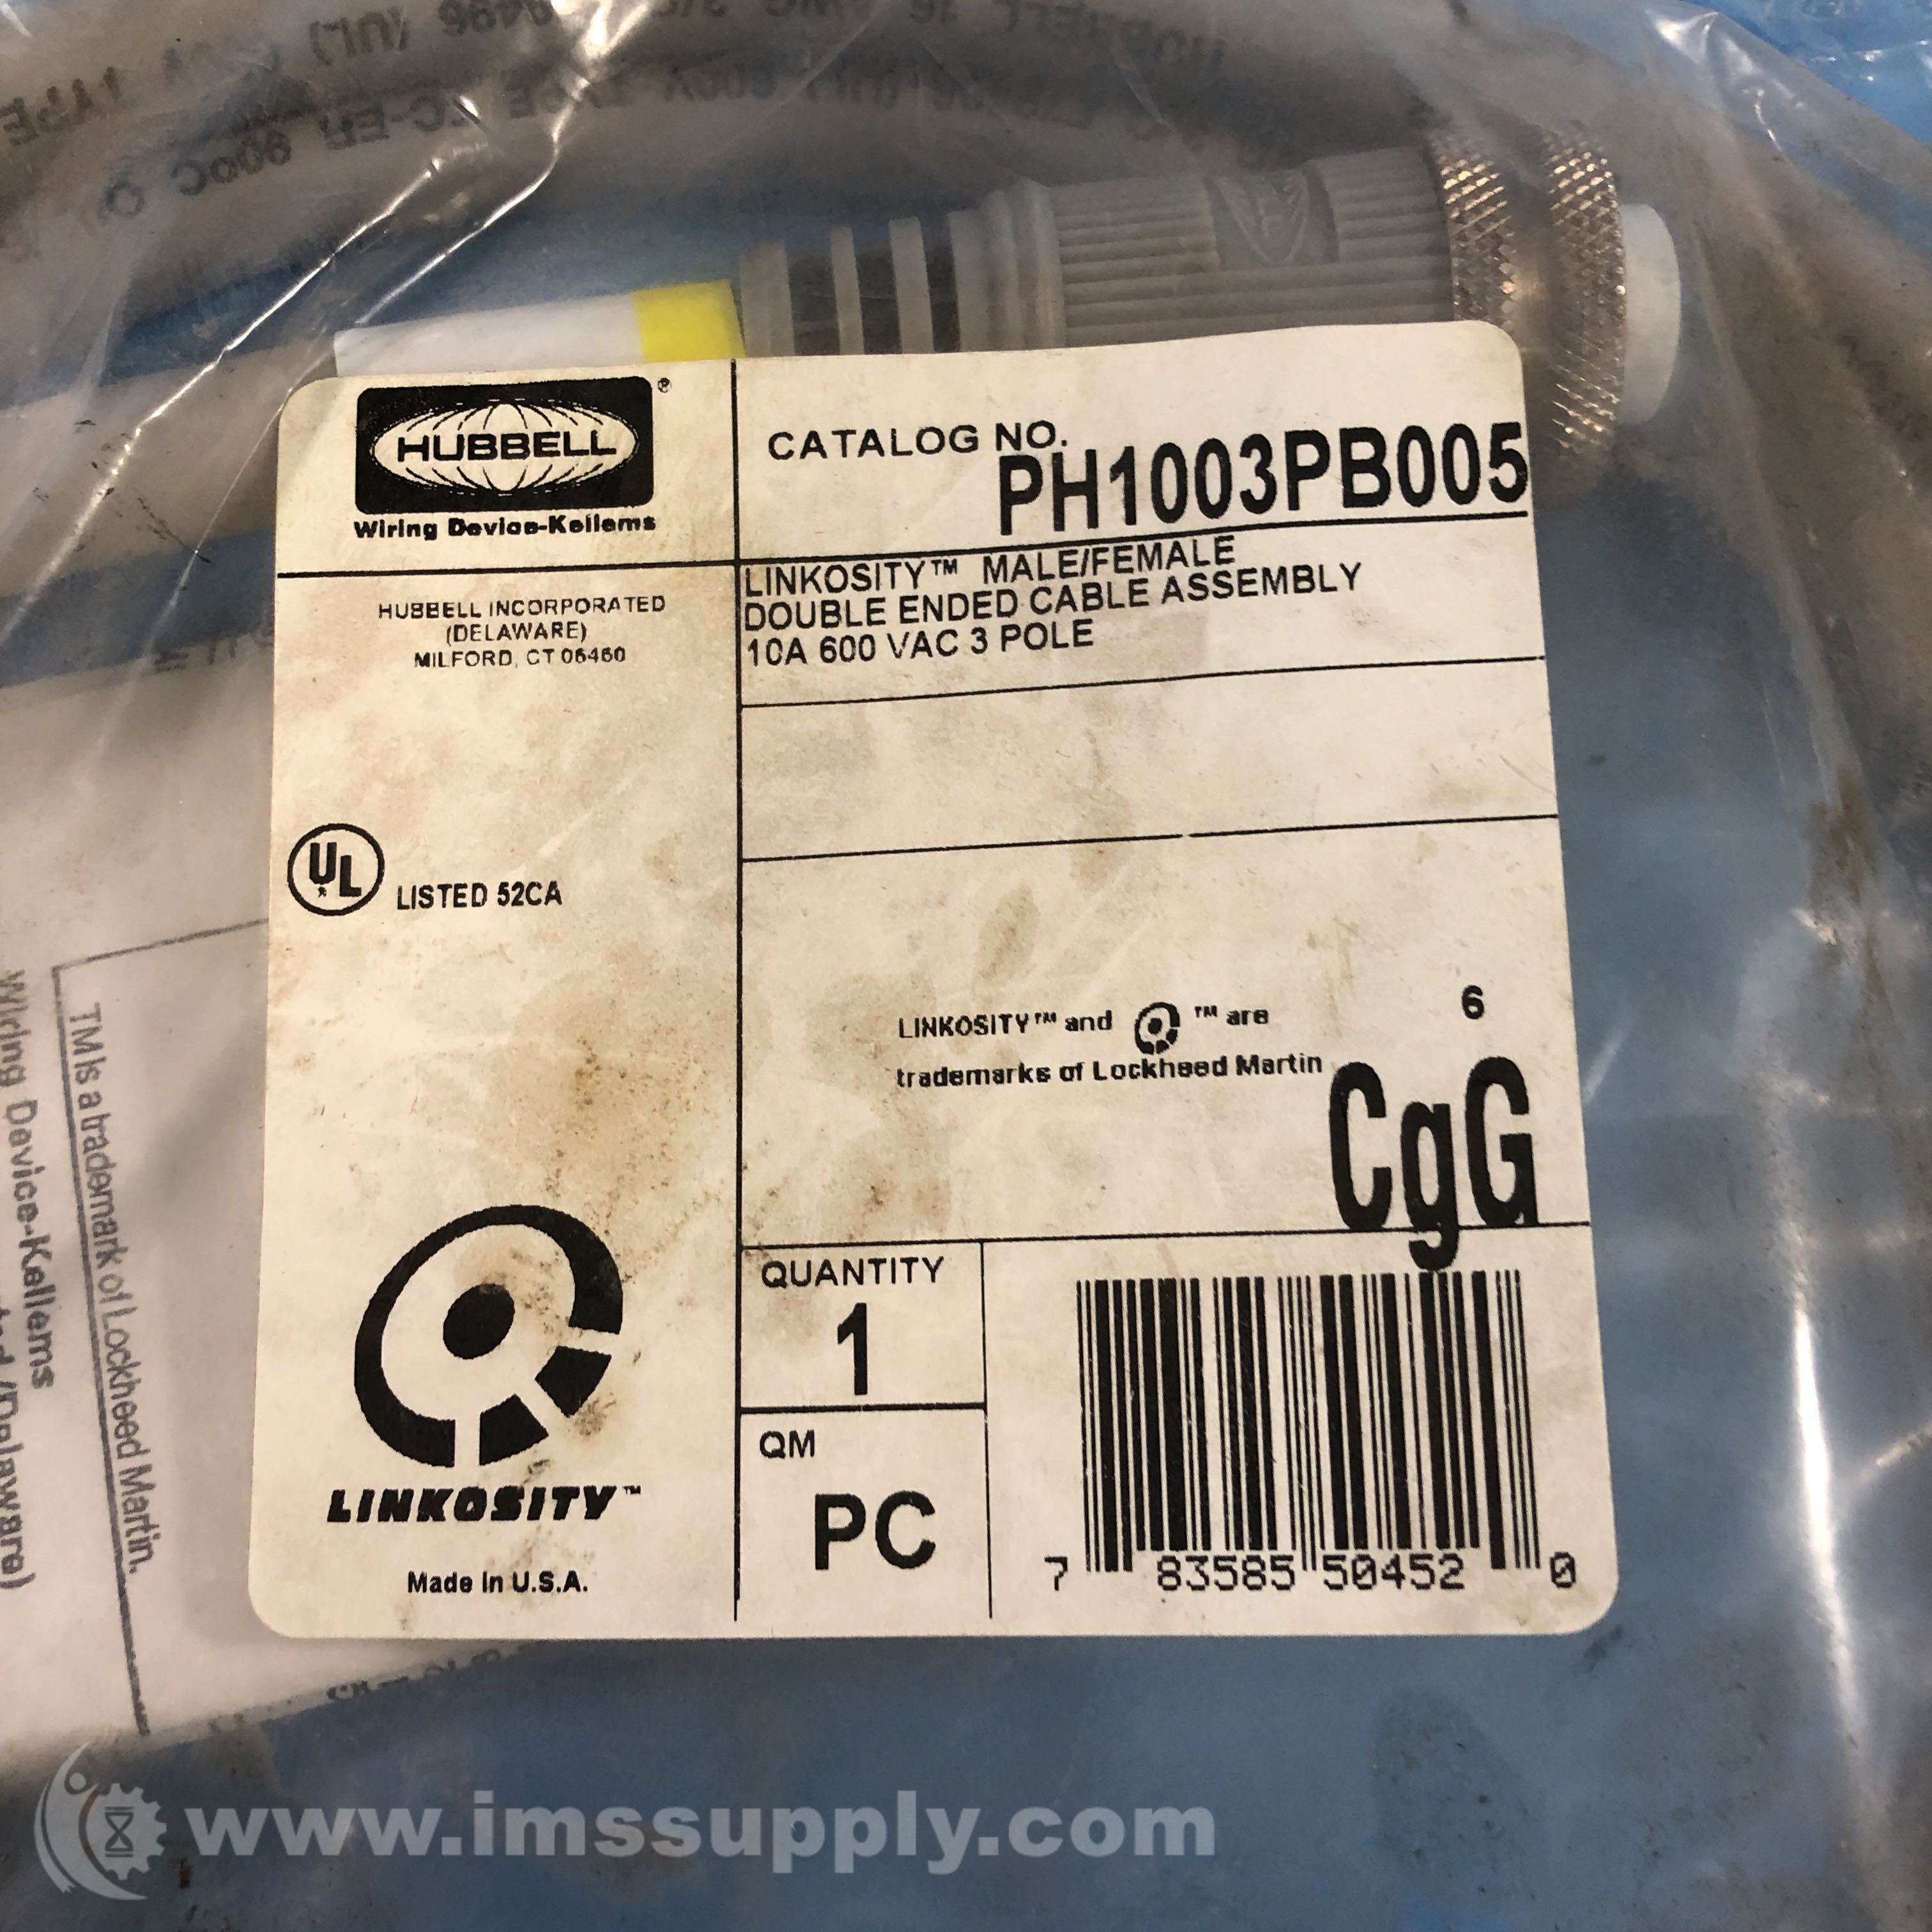 HUBBELL ®
Wiring Device-Kellems
HUBBELL INCORPORATED
(DELAWARE)
MILFORD, CT 06460
CATALOG NO.
PH1003PB005
LINKOSITY™ MALE/FEMALE
DOUBLE ENDED CABLE ASSEMBLY
10A 600 VAC 3 POLE
UL LISTED 52CA
LINKOSITY™ and ™ are
trademarks of Lockheed Martin
6
CgG
LINKOSITY™
Made In U.S.A.
QUANTITY
1
QM
PC
7 83585 50452 0
TM is a trademark of Lockheed Martin.
Wiring Device-Kellems
(Delaware)
www.imssupply.com